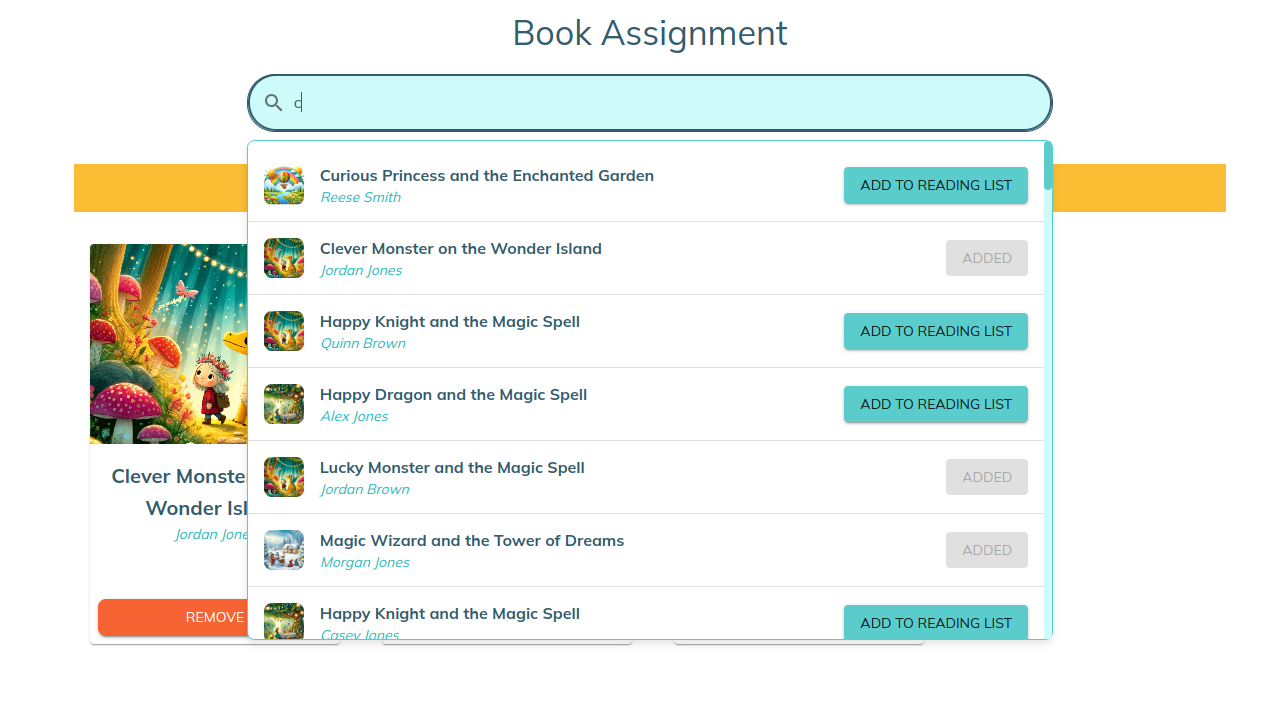 Book Assignment
c
Curious Princess and the Enchanted Garden
Reese Smith
ADD TO READING LIST
Clever Monster on the Wonder Island
Jordan Jones
ADDED
Happy Knight and the Magic Spell
Quinn Brown
ADD TO READING LIST
Happy Dragon and the Magic Spell
Alex Jones
ADD TO READING LIST
Lucky Monster and the Magic Spell
Jordan Brown
ADDED
Magic Wizard and the Tower of Dreams
Morgan Jones
ADDED
Happy Knight and the Magic Spell
Casey Jones
ADD TO READING LIST
Clever Monste
Wonder Isl
Jordan Jone
REMOVE